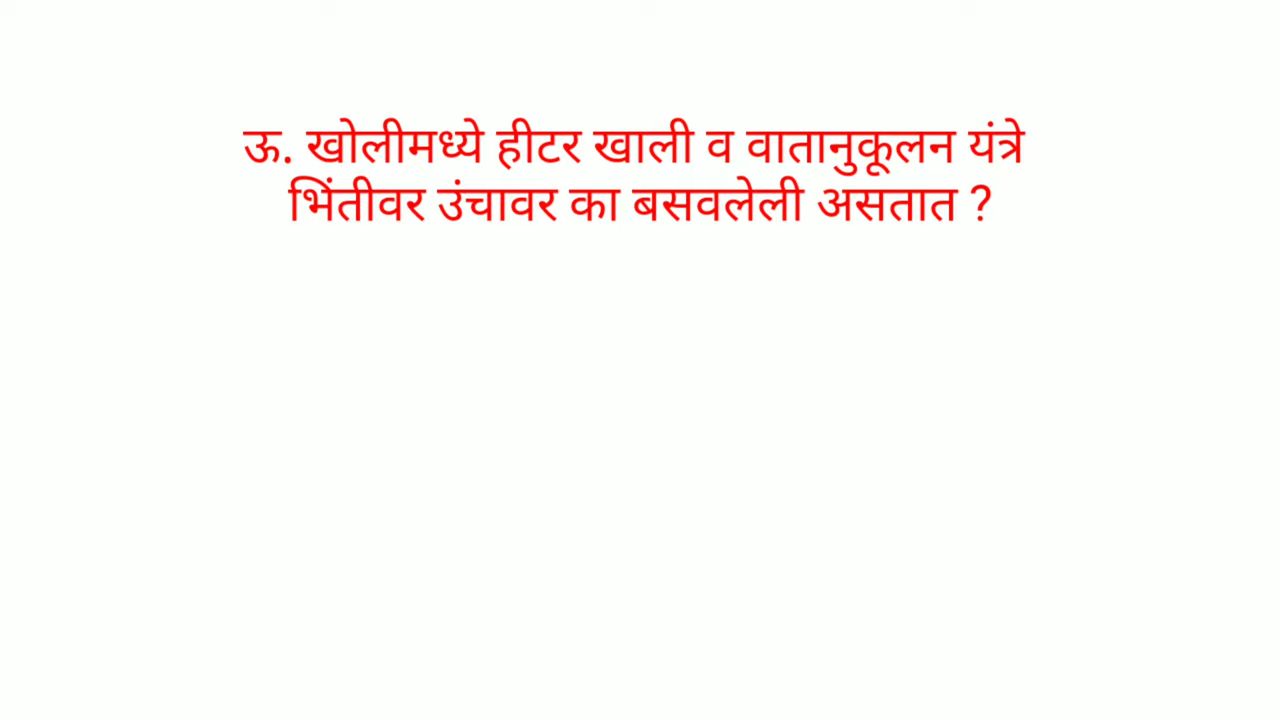 ऊ. खोलीमध्ये हीटर खाली व वातानुकूलन यंत्रे
भिंतीवर उंचावर का बसवलेली असतात ?